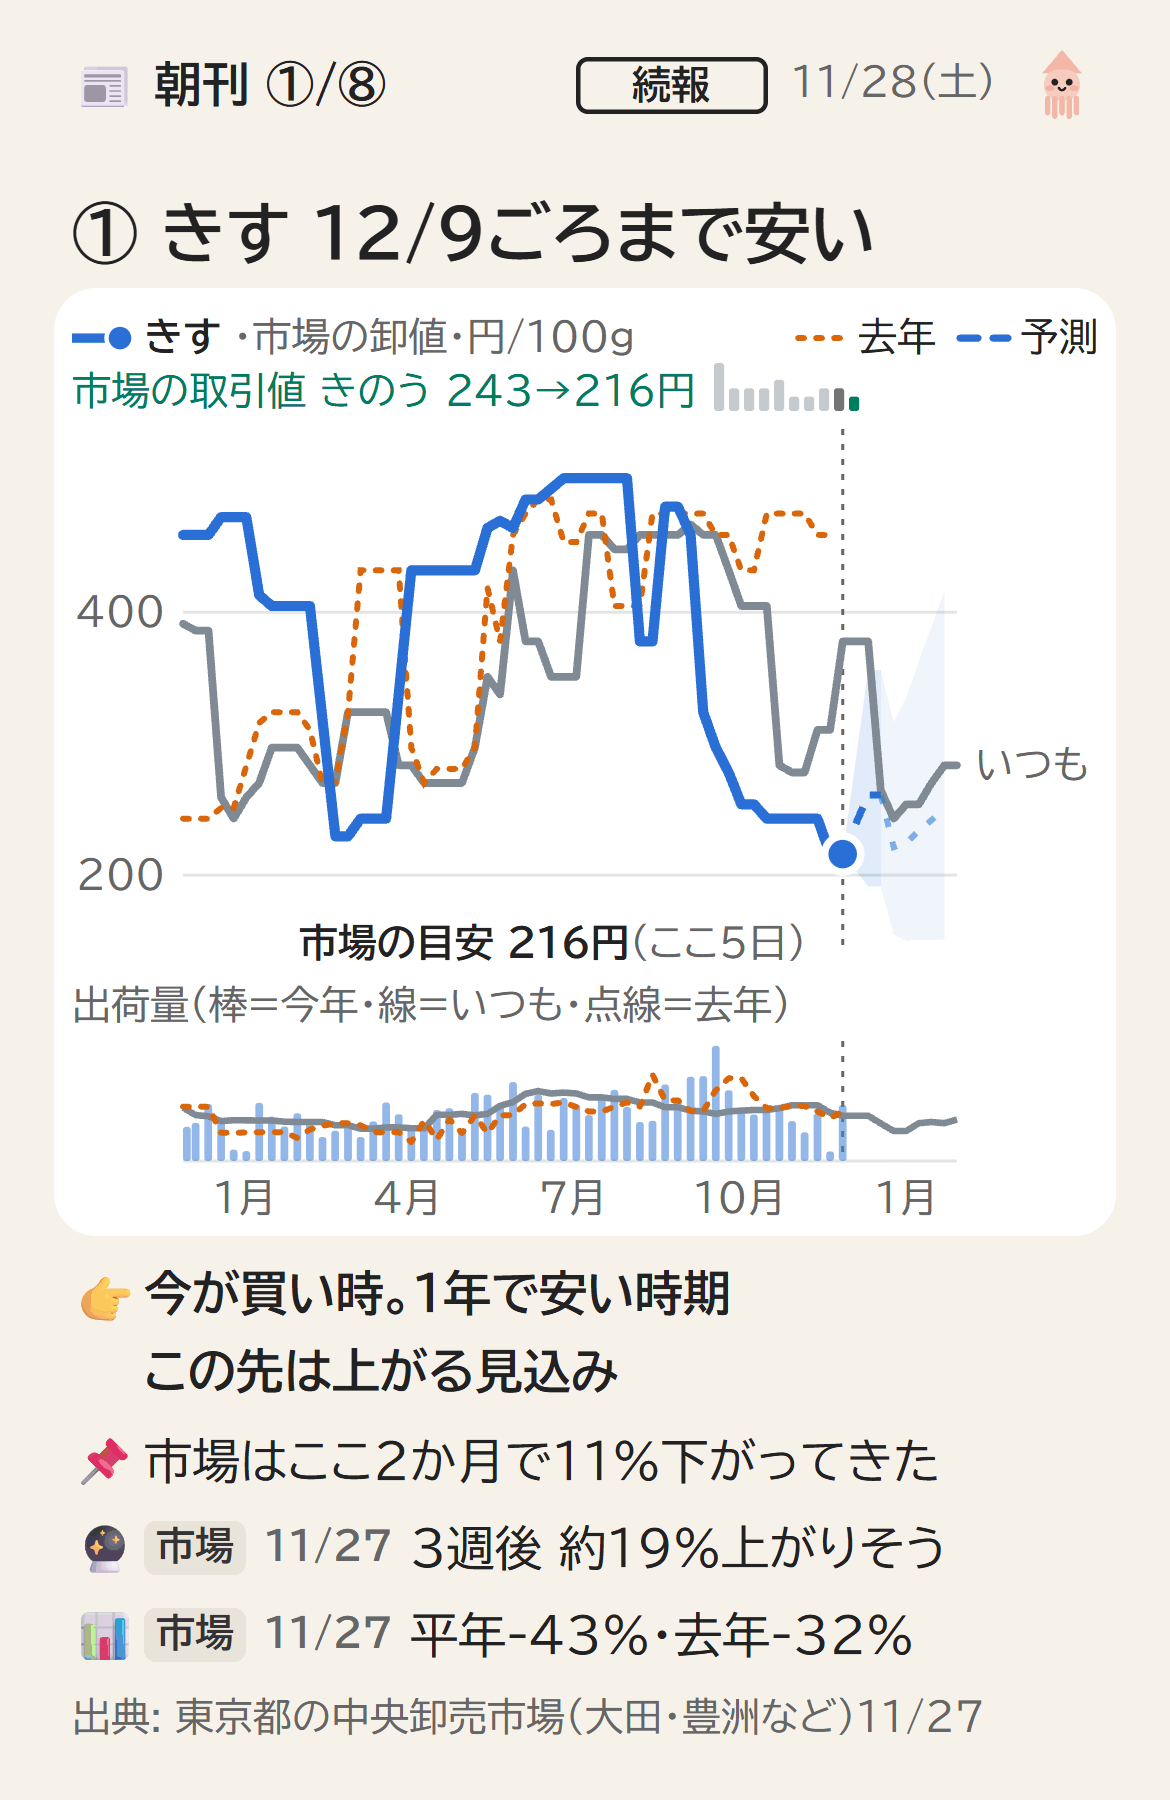 朝刊 ①/⑧
続報
11/28(土)
① きす 12/9ごろまで安い
きす ・市場の卸値・円/100g
去年
予測
市場の取引値 きのう 243→216円
400
200
いつも
市場の目安 216円(ここ5日)
出荷量(棒=今年・線=いつも・点線=去年)
1月 4月 7月 10月 1月
今が買い時。1年で安い時期
この先は上がる見込み
市場はここ2か月で11%下がってきた
市場 11/27 3週後 約19%上がりそう
市場 11/27 平年-43%・去年-32%
出典: 東京都の中央卸売市場(大田・豊洲など)11/27